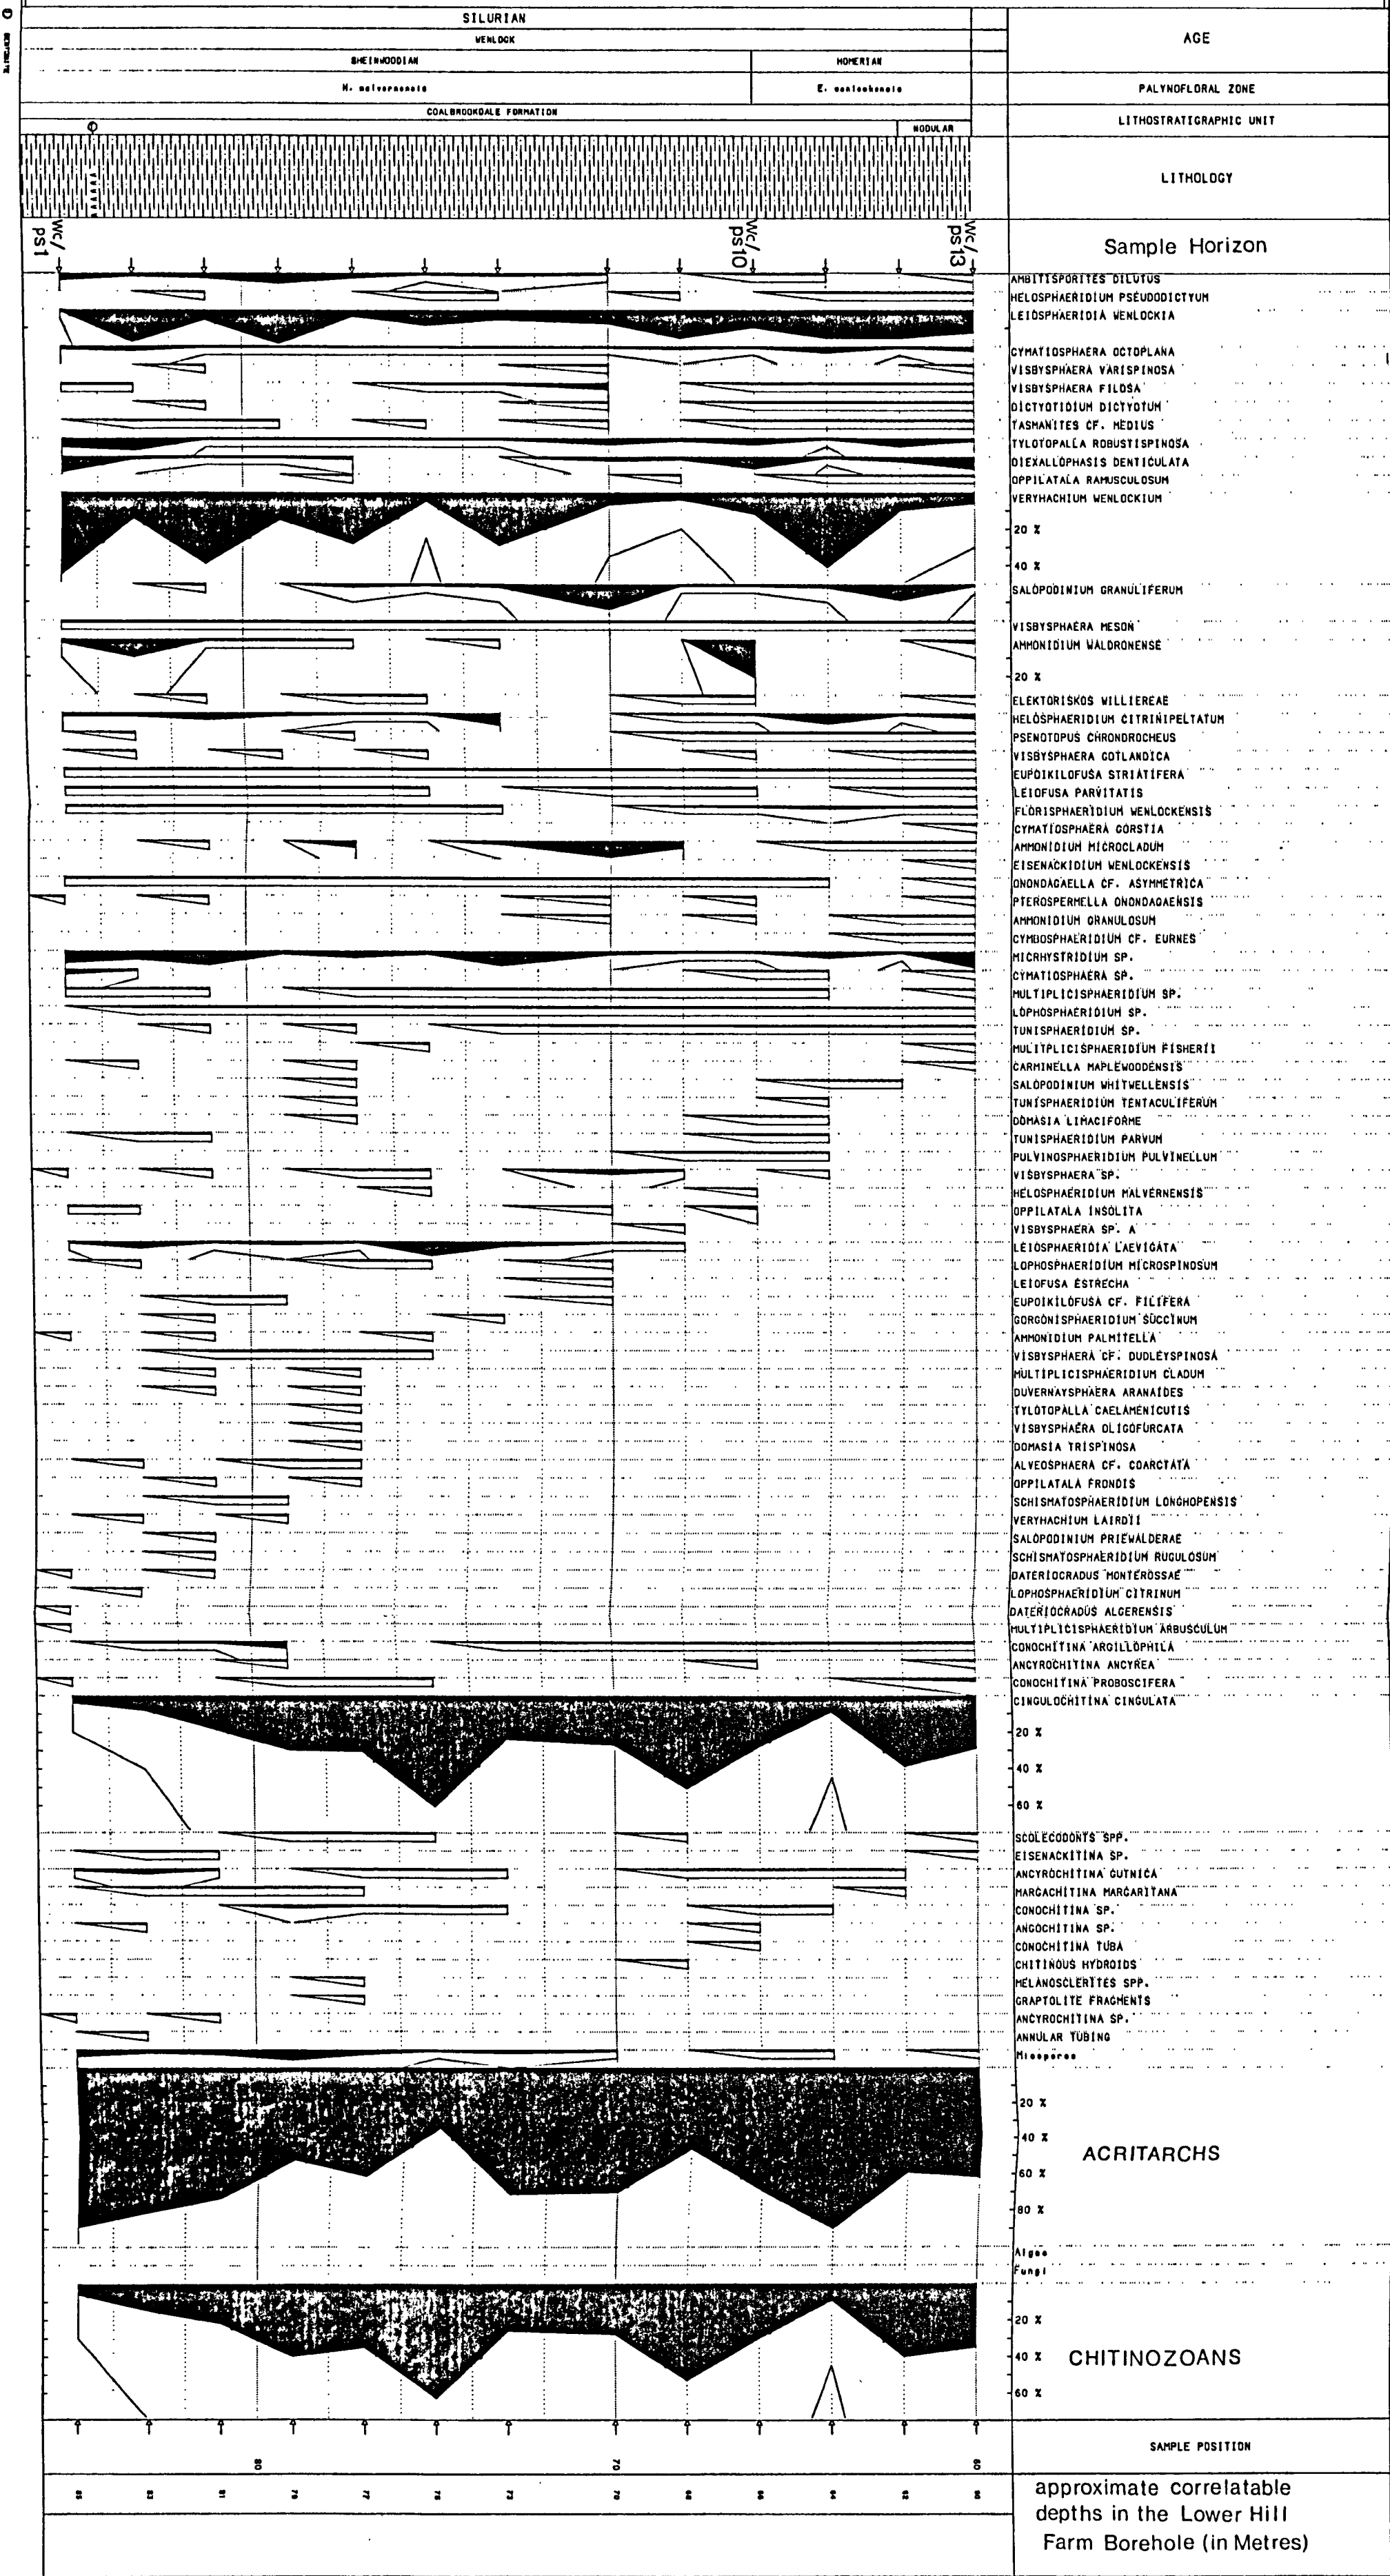 SILURIAN
AGE
WENLOCK
SHEINWOODIAN
HOMERIAN
PALYNOFLORAL ZONE
COALBROOKDALE FORMATION
NODULAR
LITHOSTRATIGRAPHIC UNIT
LITHOLOGY
Sample Horizon
Wc/ ps1
Wc/ ps10
Wc/ ps13
AMBITISPORITES DILUTUS
HELOSPHAERIDIUM PSEUDODICTYUM
LEIOSPHAERIDIA WENLOCKIA
CYMATIOSPHAERA OCTOPLANA
VISBYSPHAERA VARISPINOSA
VISBYSPHAERA FILOSA
DICTYOTIDIUM DICTYOTUM
TASMANITES CF. MEDIUS
TYLOTOPALLA ROBUSTISPINOSA
DIEXALLOPHASIS DENTICULATA
OPPILATALA RAMUSCULOSUM
VERYHACHIUM WENLOCKIUM
20 %
40 %
SALOPODINIUM GRANULIFERUM
VISBYSPHAERA MESON
AMMONIDIUM WALDRONENSE
20 %
ELEKTORISKOS WILLIEREAE
HELOSPHAERIDIUM CITRINIPELTATUM
PSENOTOPUS CHRONDROCHEUS
VISBYSPHAERA GOTLANDICA
EUPOIKILOFUSA STRIATIFERA
LEIOFUSA PARVITATIS
FLORISPHAERIDIUM WENLOCKENSIS
CYMATIOSPHAERA GORSTIA
AMMONIDIUM MICROCLADUM
EISENACKIDIUM WENLOCKENSIS
ONONDAGAELLA CF. ASYMMETRICA
PTEROSPERMELLA ONONDAGAENSIS
AMMONIDIUM GRANULOSUM
CYMBOSPHAERIDIUM CF. EURNES
MICRHYSTRIDIUM SP.
CYMATIOSPHAERA SP.
MULTIPLICISPHAERIDIUM SP.
LOPHOSPHAERIDIUM SP.
TUNISPHAERIDIUM SP.
MULITPLICISPHAERIDIUM FISHERII
CARMINELLA MAPLEWOODENSIS
SALOPODINIUM WHITWELLENSIS
TUNISPHAERIDIUM TENTACULIFERUM
DOMASIA LIMACIFORME
TUNISPHAERIDIUM PARVUM
PULVINOSPHAERIDIUM PULVINELLUM
VISBYSPHAERA SP.
HELOSPHAERIDIUM MALVERNENSIS
OPPILATALA INSOLITA
VISBYSPHAERA SP. A
LEIOSPHAERIDIA LAEVIGATA
LOPHOSPHAERIDIUM MICROSPINOSUM
LEIOFUSA ESTRECHA
EUPOIKILOFUSA CF. FILIFERA
GORGONISPHAERIDIUM SUCCINUM
AMMONIDIUM PALMITELLA
VISBYSPHAERA CF. DUDLEYSPINOSA
MULTIPLICISPHAERIDIUM CLADUM
DUVERNAYSPHAERA ARANAIDES
TYLOTOPALLA CAELAMENICUTIS
VISBYSPHAERA OLIGOFURCATA
DOMASIA TRISPINOSA
ALVEOSPHAERA CF. COARCTATA
OPPILATALA FRONDIS
SCHISMATOSPHAERIDIUM LONGHOPENSIS
VERYHACHIUM LAIRDII
SALOPODINIUM PRIEWALDERAE
SCHISMATOSPHAERIDIUM RUGULOSUM
DATERIOCRADUS MONTEROSSAE
LOPHOSPHAERIDIUM CITRINUM
DATERIOCRADUS ALGERENSIS
MULTIPLICISPHAERIDIUM ARBUSCULUM
CONOCHITINA ARGILLOPHILA
ANCYROCHITINA ANCYREA
CONOCHITINA PROBOSCIFERA
CINGULOCHITINA CINGULATA
20 %
40 %
60 %
SCOLECODONTS SPP.
EISENACKITINA SP.
ANCYROCHITINA GUTNICA
MARGACHITINA MARGARITANA
CONOCHITINA SP.
ANGOCHITINA SP.
CONOCHITINA TUBA
CHITINOUS HYDROIDS
MELANOSCLERITES SPP.
GRAPTOLITE FRAGMENTS
ANCYROCHITINA SP.
ANNULAR TUBING
Miospores
20 %
40 %
ACRITARCHS
60 %
80 %
Algae
Fungi
20 %
40 %
CHITINOZOANS
60 %
SAMPLE POSITION
80
70
60
approximate correlatable
depths in the Lower Hill
Farm Borehole (in Metres)